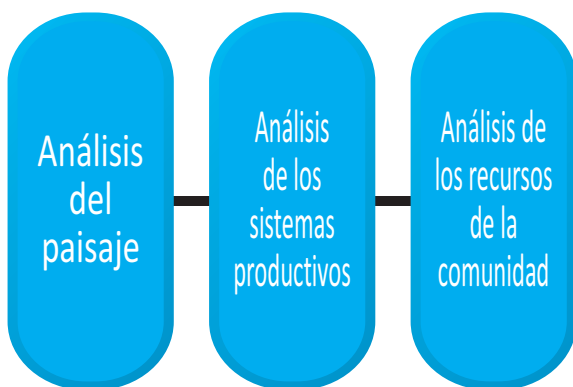 Análisis
del
paisaje
Análisis
de los
sistemas
productivos
Análisis de
los recursos
de la
comunidad